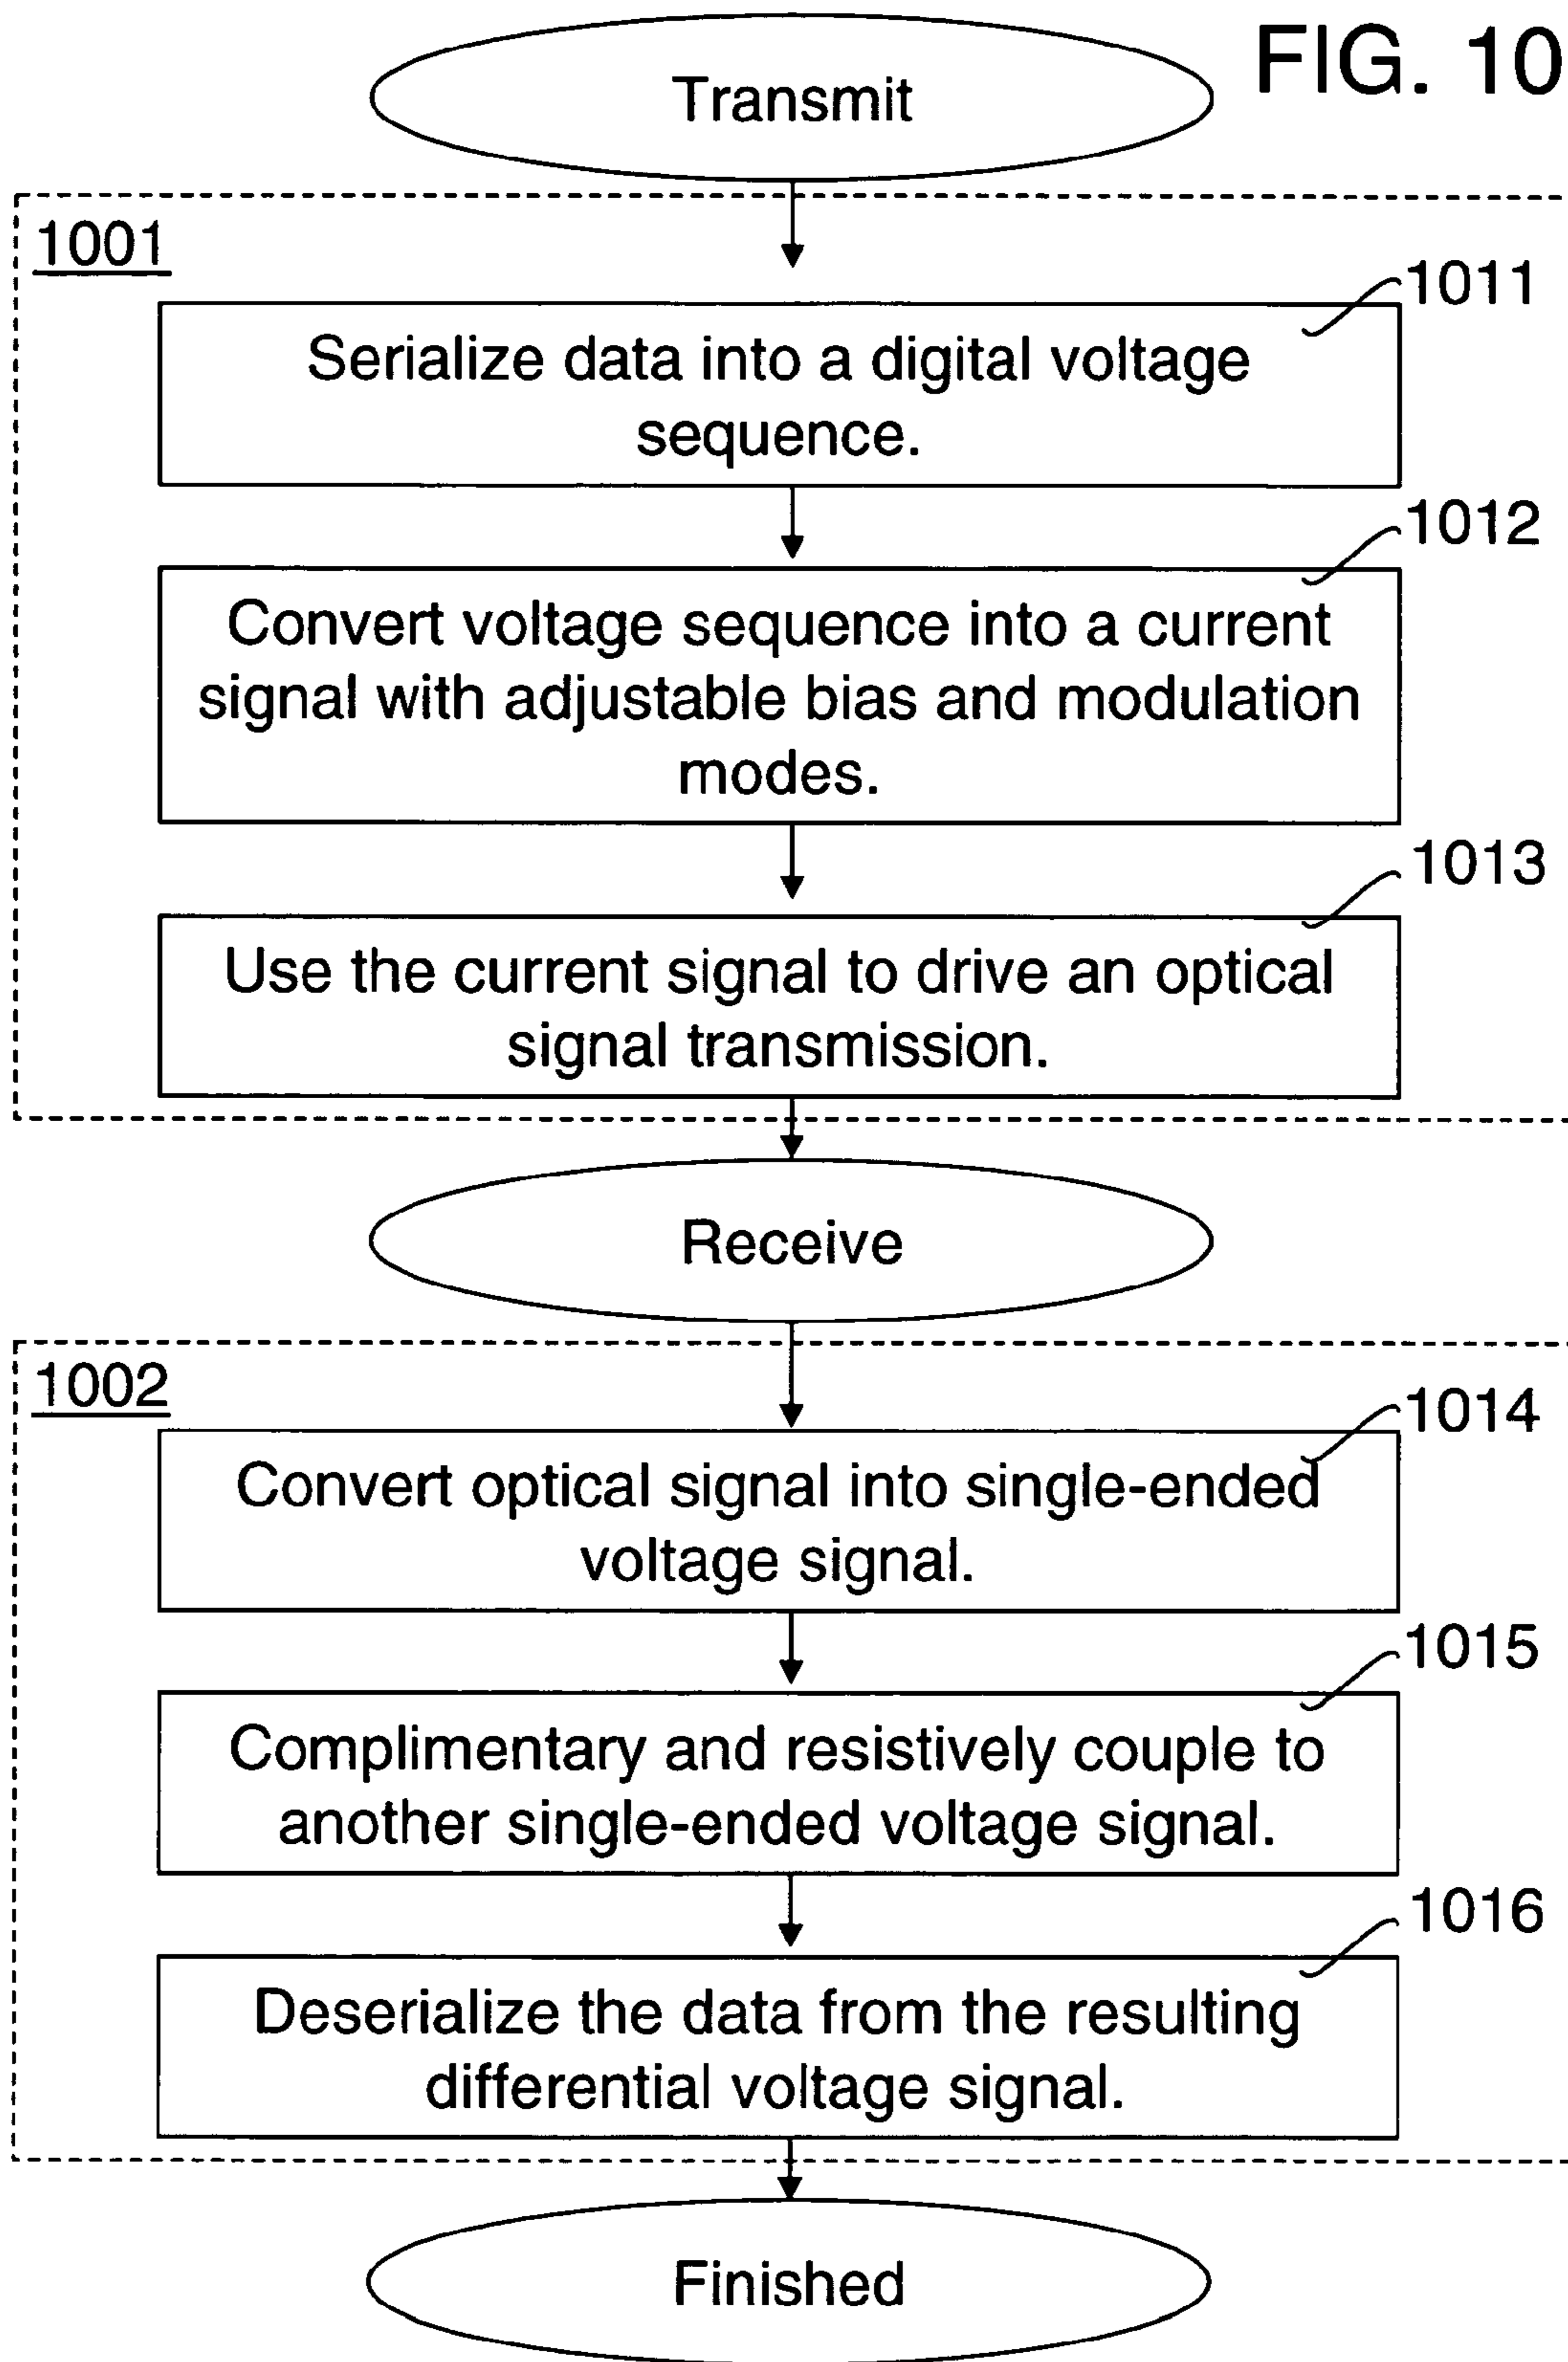 FIG. 10
Transmit
1001
1011
Serialize data into a digital voltage
sequence.
1012
Convert voltage sequence into a current
signal with adjustable bias and modulation
modes.
1013
Use the current signal to drive an optical
signal transmission.
Receive
1002
1014
Convert optical signal into single-ended
voltage signal.
1015
Complimentary and resistively couple to
another single-ended voltage signal.
1016
Deserialize the data from the resulting
differential voltage signal.
Finished